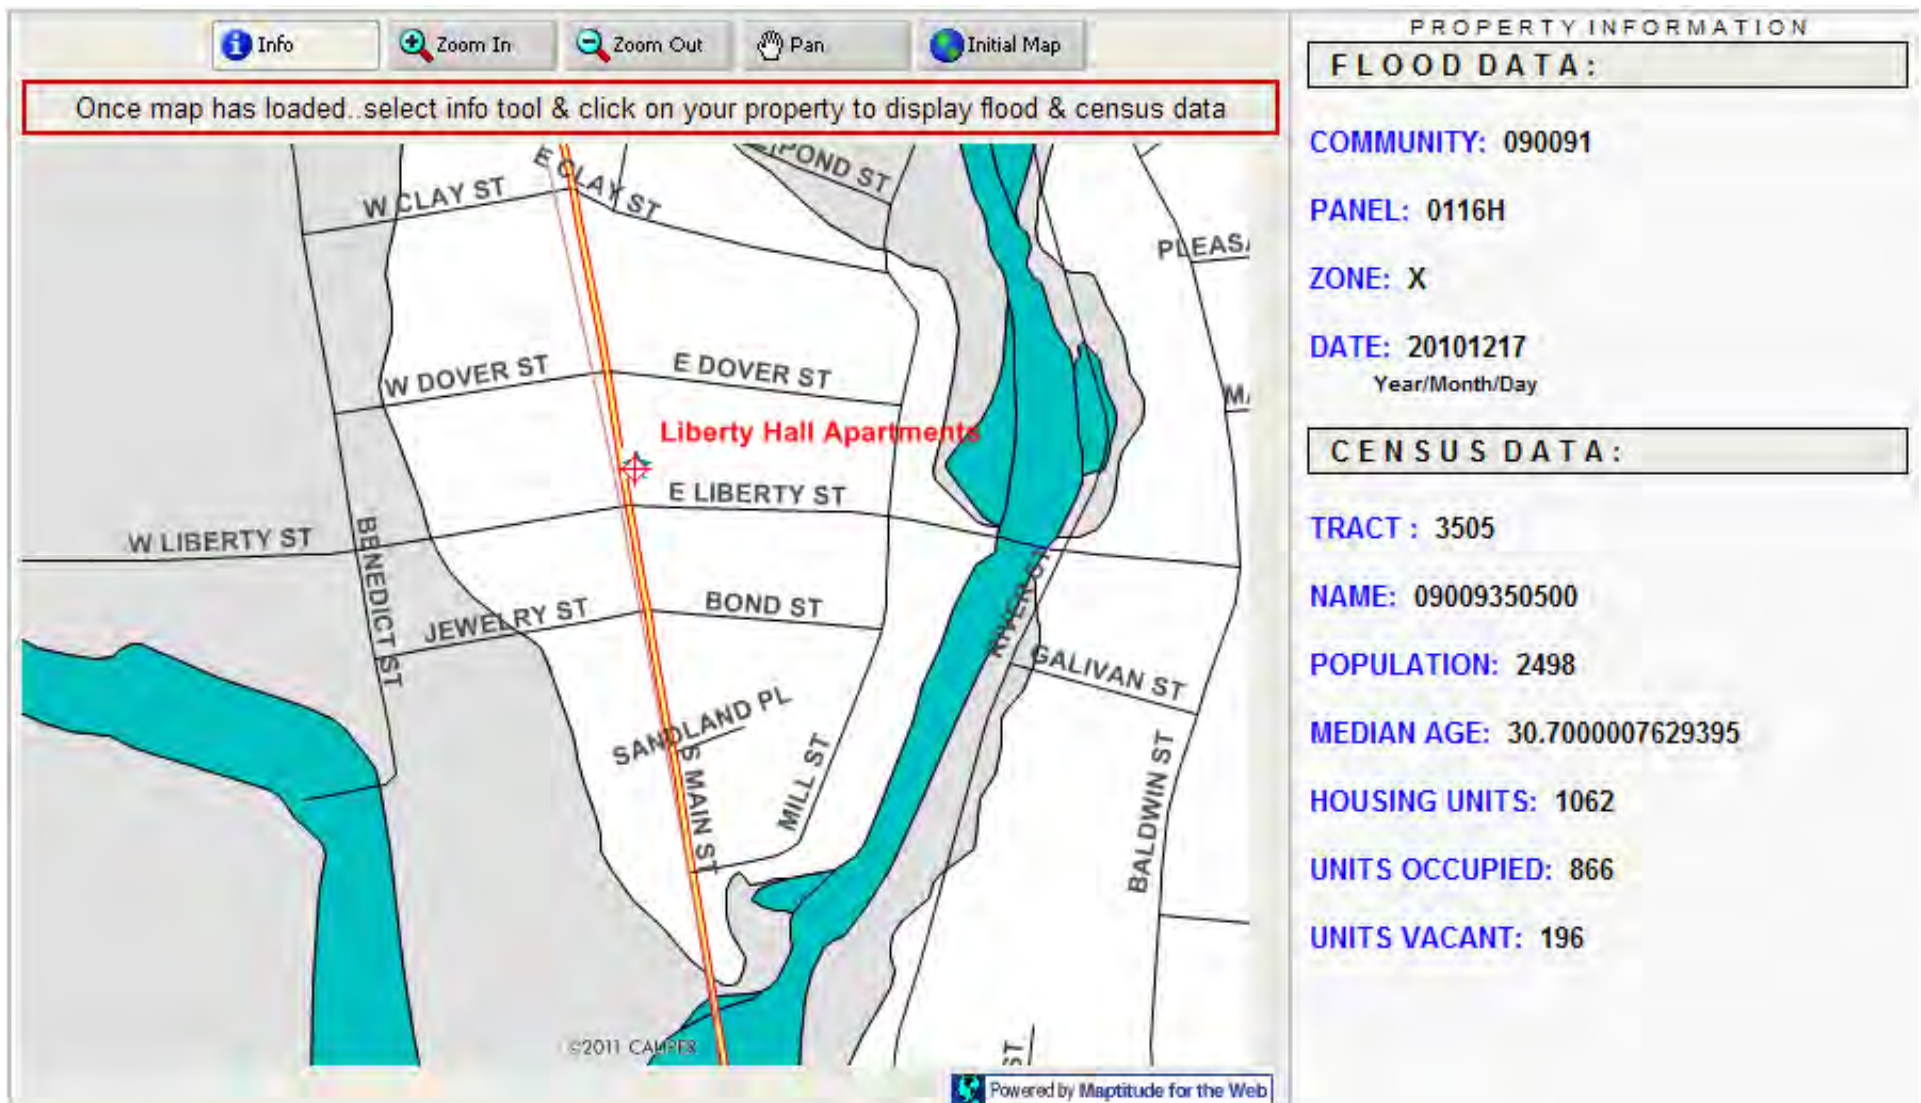 Info
Zoom In
Zoom Out
Pan
Initial Map
Once map has loaded..select info tool & click on your property to display flood & census data
E CLAY ST
POND ST
W CLAY ST
PLEAS
W DOVER ST
E DOVER ST
Liberty Hall Apartments
E LIBERTY ST
W LIBERTY ST
BENEDICT ST
JEWELRY ST
BOND ST
RIVER ST
GALIVAN ST
SANDLAND PL
S MAIN ST
MILL ST
BALDWIN ST
ST
©2011 CALIPER
Powered by Maptitude for the Web
PROPERTY INFORMATION
FLOOD DATA:
COMMUNITY: 090091
PANEL: 0116H
ZONE: X
DATE: 20101217
Year/Month/Day
CENSUS DATA:
TRACT : 3505
NAME: 09009350500
POPULATION: 2498
MEDIAN AGE: 30.7000007629395
HOUSING UNITS: 1062
UNITS OCCUPIED: 866
UNITS VACANT: 196